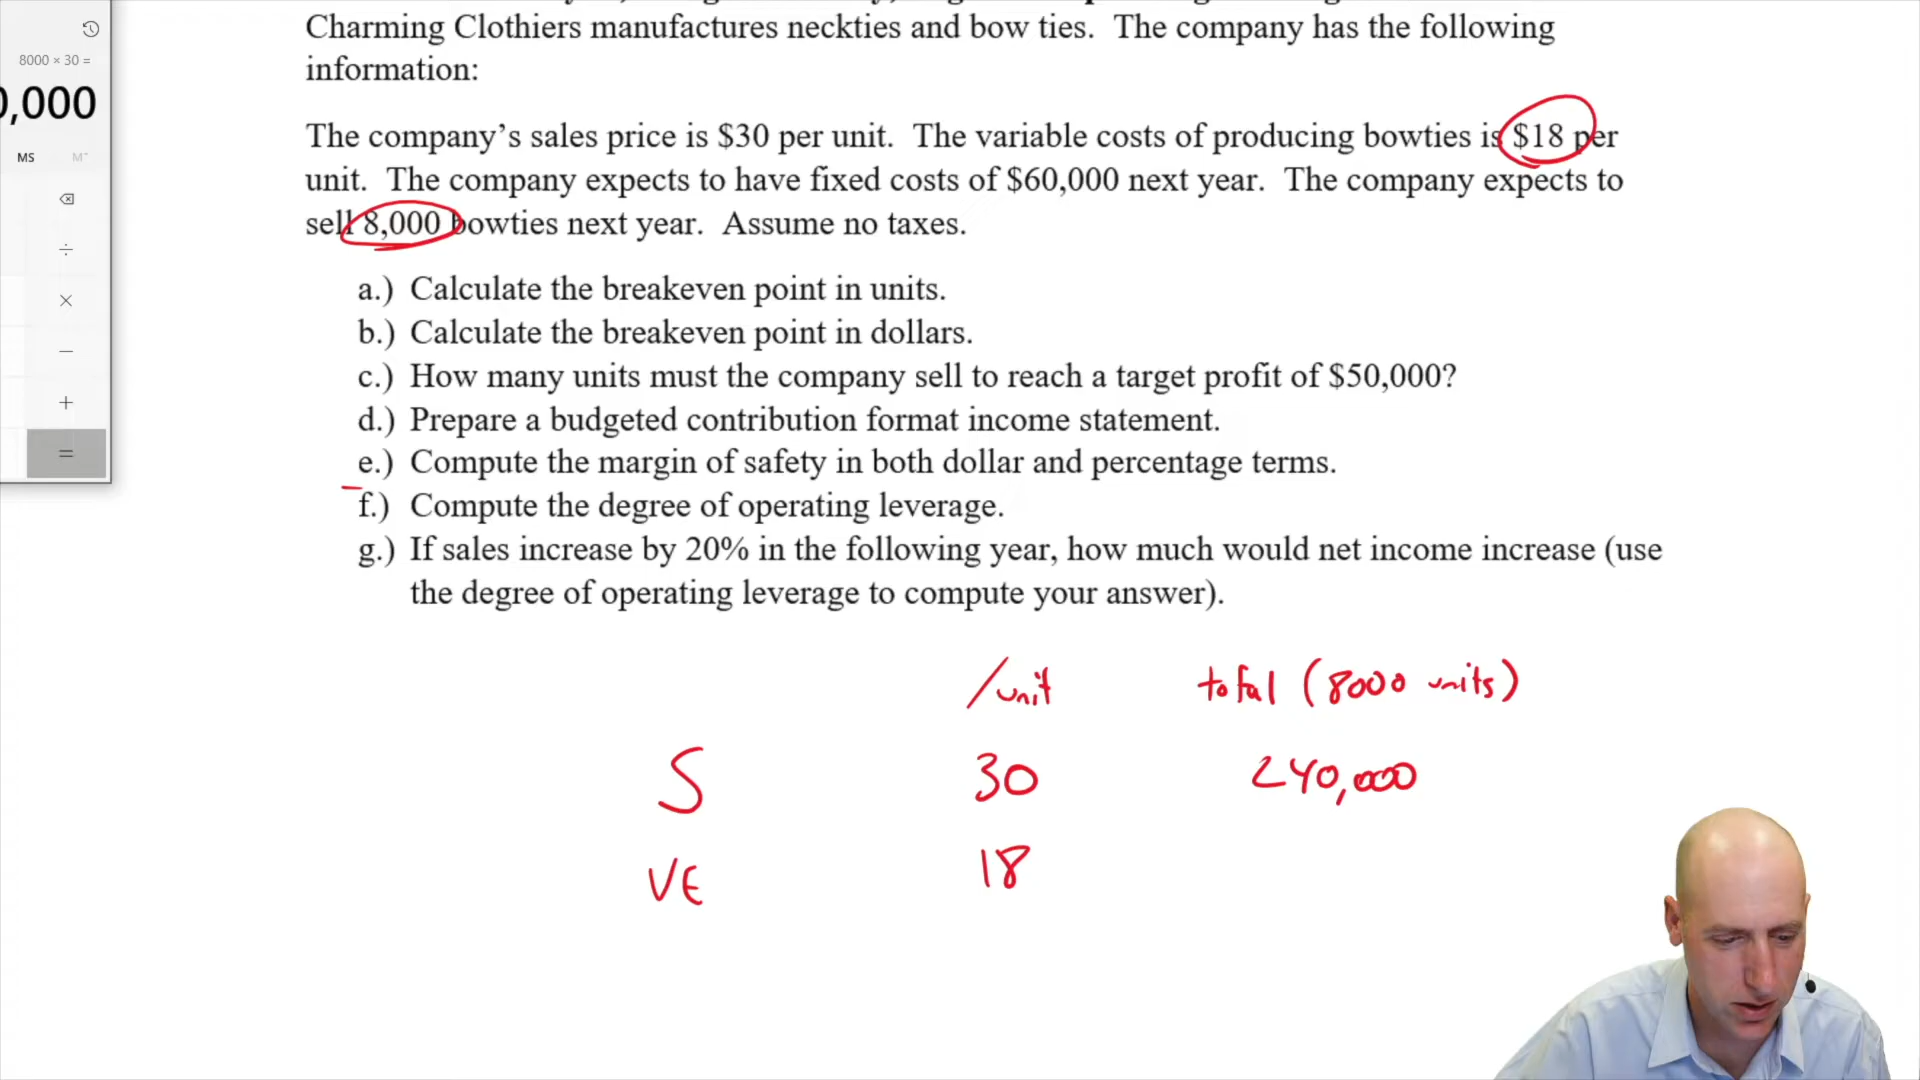 8000 × 30 =
0,000
MS
M
÷
×
−
+
=
Charming Clothiers manufactures neckties and bow ties. The company has the following
information:
The company’s sales price is $30 per unit. The variable costs of producing bowties is $18 per
unit. The company expects to have fixed costs of $60,000 next year. The company expects to
sell 8,000 bowties next year. Assume no taxes.
a.) Calculate the breakeven point in units.
b.) Calculate the breakeven point in dollars.
c.) How many units must the company sell to reach a target profit of $50,000?
d.) Prepare a budgeted contribution format income statement.
e.) Compute the margin of safety in both dollar and percentage terms.
f.) Compute the degree of operating leverage.
g.) If sales increase by 20% in the following year, how much would net income increase (use
the degree of operating leverage to compute your answer).
/unit total (8000 units)
S 30 240,000
VE 18